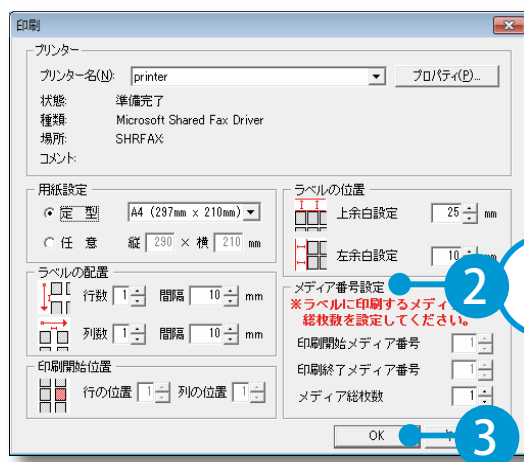 印刷
プリンター
プリンター名(N): printer プロパティ(P)...
状態: 準備完了
種類: Microsoft Shared Fax Driver
場所: SHRFAX:
コメント:
用紙設定
定 型 A4 (297mm × 210mm)
任 意 縦 290 × 横 210 mm
ラベルの配置
行数 1 間隔 10 mm
列数 1 間隔 10 mm
印刷開始位置
行の位置 1 列の位置 1
ラベルの位置
上余白設定 25 mm
左余白設定 10
2
メディア番号設定
※ラベルに印刷するメディ
総枚数を設定してください。
印刷開始メディア番号 1
印刷終了メディア番号 1
メディア総枚数 1
OK
3